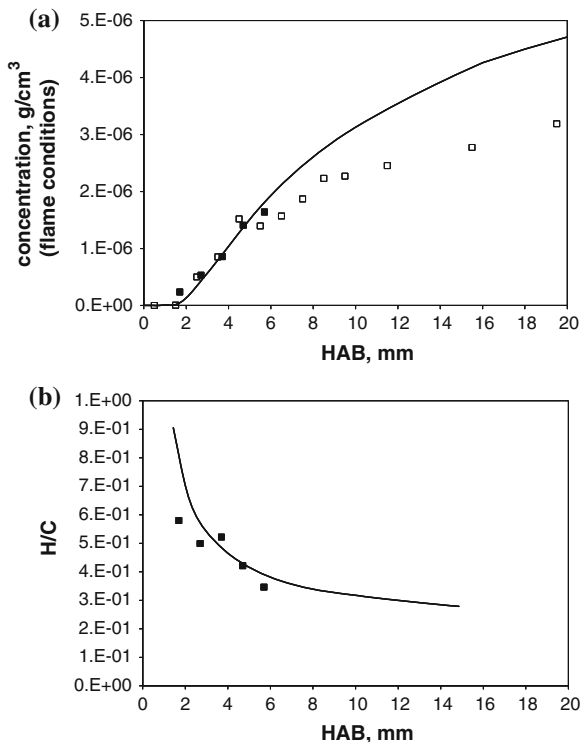 (a)
concentration, g/cm³
(flame conditions)
5.E-06
4.E-06
3.E-06
2.E-06
1.E-06
0.E+00
0 2 4 6 8 10 12 14 16 18 20
HAB, mm
(b)
H/C
1.E+00
9.E-01
8.E-01
7.E-01
6.E-01
5.E-01
4.E-01
3.E-01
2.E-01
1.E-01
0.E+00
0 2 4 6 8 10 12 14 16 18 20
HAB, mm